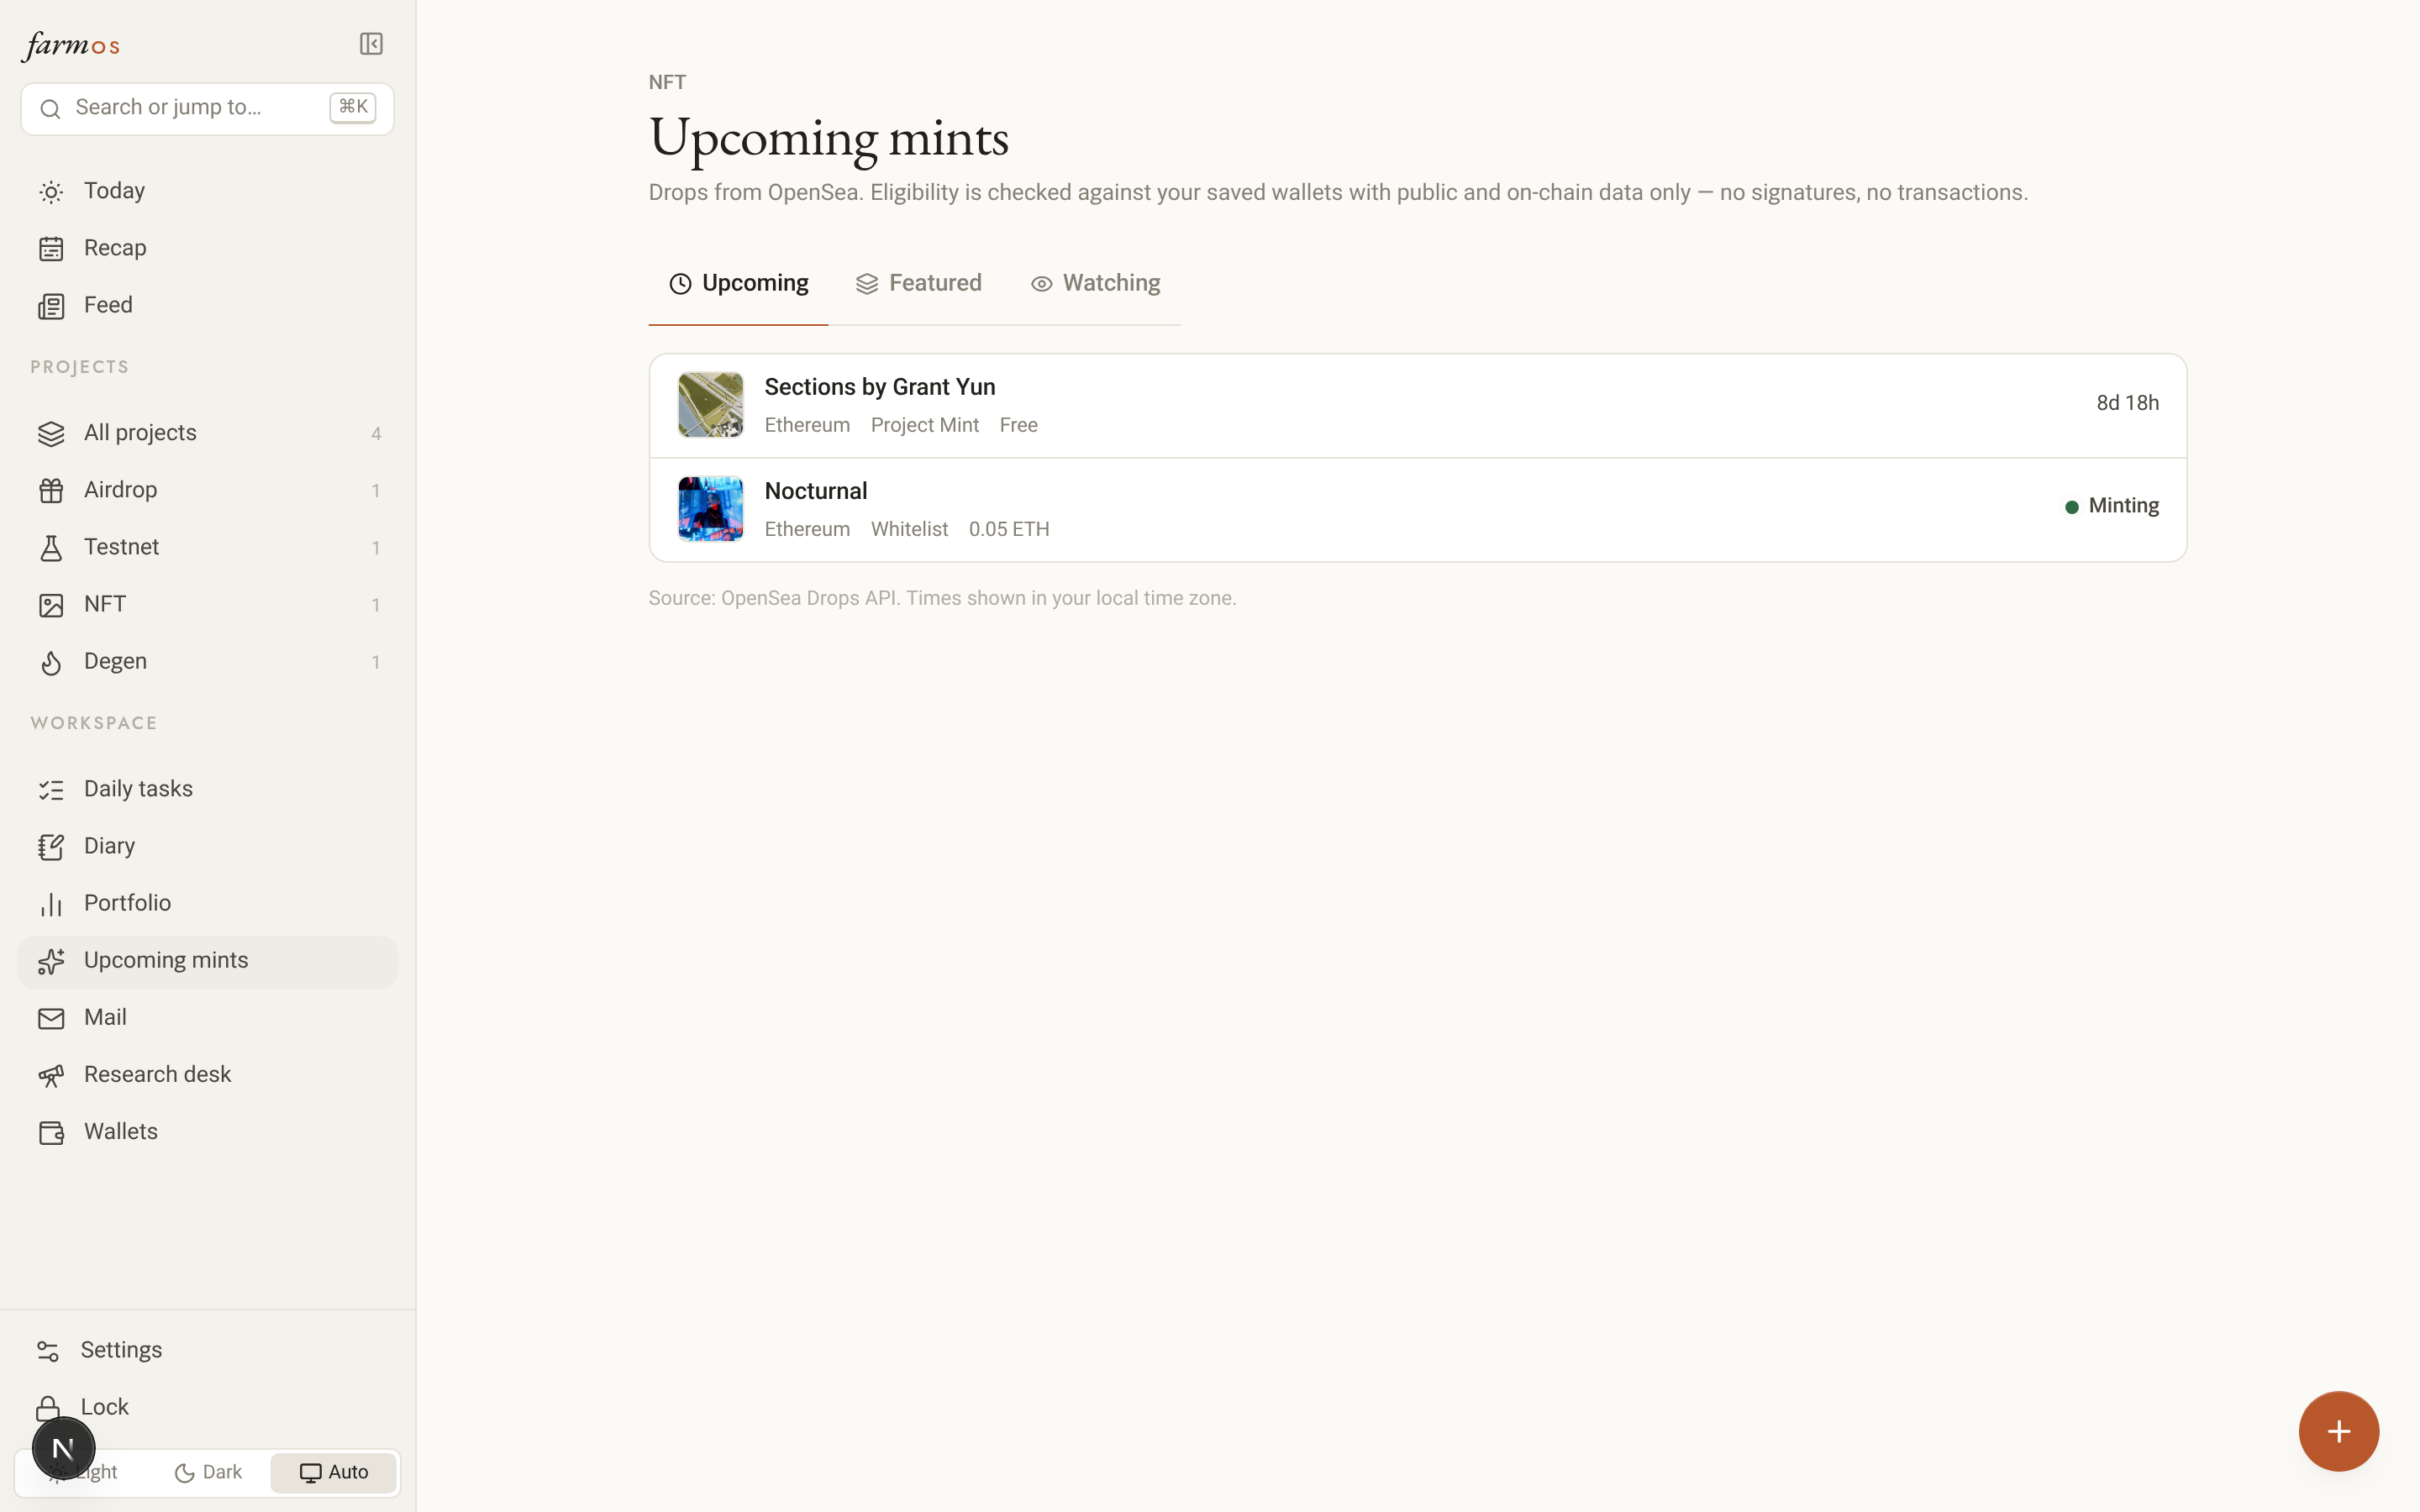 farmos
Search or jump to... ⌘K
Today
Recap
Feed
PROJECTS
All projects 4
Airdrop 1
Testnet 1
NFT 1
Degen 1
WORKSPACE
Daily tasks
Diary
Portfolio
Upcoming mints
Mail
Research desk
Wallets
Settings
Lock
N
Light Dark Auto
NFT
Upcoming mints
Drops from OpenSea. Eligibility is checked against your saved wallets with public and on-chain data only — no signatures, no transactions.
Upcoming Featured Watching
Sections by Grant Yun
Ethereum Project Mint Free
8d 18h
Nocturnal
Ethereum Whitelist 0.05 ETH
Minting
Source: OpenSea Drops API. Times shown in your local time zone.